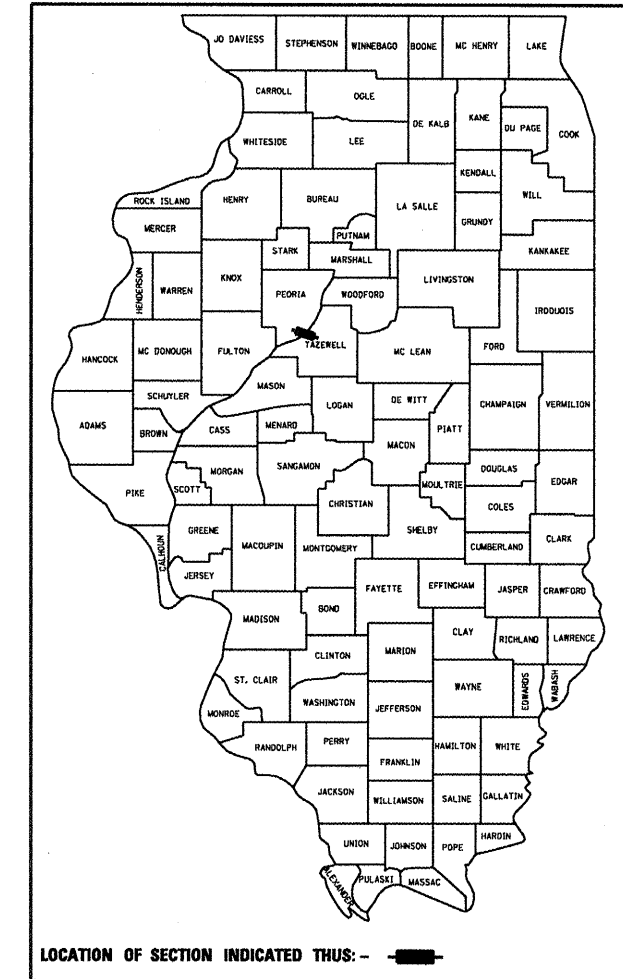 JO DAVIESS STEPHENSON WINNEBAGO BOONE MC HENRY LAKE
CARROLL OGLE DE KALB KANE DU PAGE COOK
WHITESIDE LEE KENDALL WILL
ROCK ISLAND HENRY BUREAU LA SALLE GRUNDY
MERCER PUTNAM KANKAKEE
STARK MARSHALL
HENDERSON WARREN KNOX PEORIA WOODFORD LIVINGSTON IROQUOIS
HANCOCK MC DONOUGH FULTON TAZEWELL MC LEAN FORD
SCHUYLER MASON LOGAN DE WITT CHAMPAIGN VERMILION
ADAMS BROWN CASS MENARD MACON PIATT
PIKE SCOTT MORGAN SANGAMON CHRISTIAN MOULTRIE DOUGLAS EDGAR
COLES
CALHOUN GREENE MACOUPIN MONTGOMERY SHELBY CUMBERLAND CLARK
JERSEY FAYETTE EFFINGHAM JASPER CRAWFORD
MADISON BOND
CLINTON MARION CLAY RICHLAND LAWRENCE
ST. CLAIR WASHINGTON JEFFERSON WAYNE EDWARDS WABASH
MONROE
RANDOLPH PERRY FRANKLIN HAMILTON WHITE
JACKSON WILLIAMSON SALINE GALLATIN
UNION JOHNSON POPE HARDIN
ALEXANDER PULASKI MASSAC
LOCATION OF SECTION INDICATED THUS: -